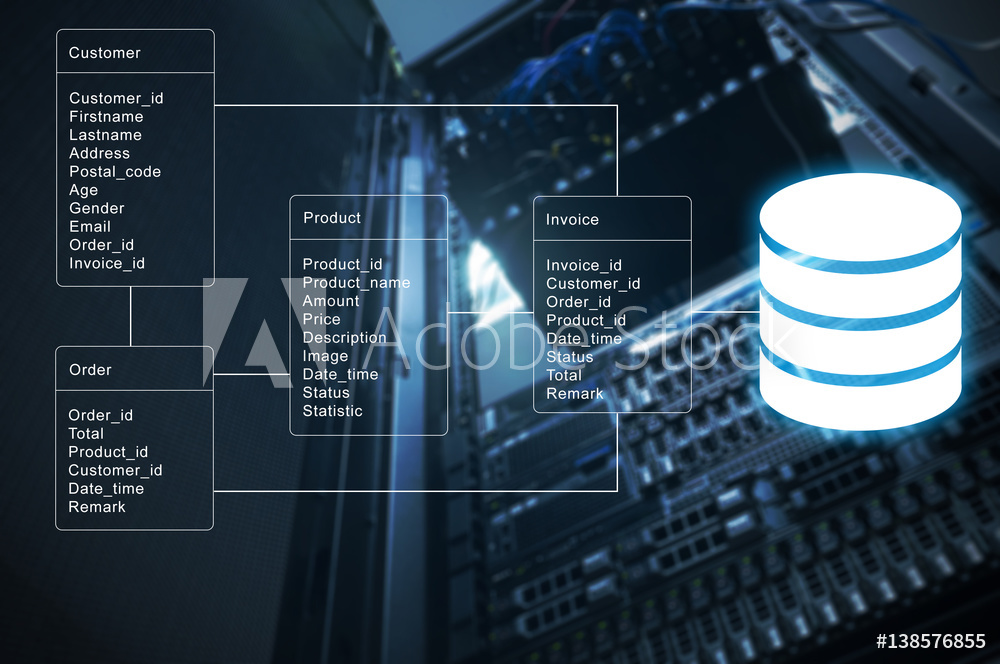 Customer
Customer_id
Firstname
Lastname
Address
Postal_code
Age
Gender
Email
Order_id
Invoice_id
Order
Order_id
Total
Product_id
Customer_id
Date_time
Remark
Product
Product_id
Product_name
Amount
Price
Description
Image
Date_time
Status
Statistic
Invoice
Invoice_id
Customer_id
Order_id
Product_id
Date_time
Status
Total
Remark
Adobe Stock
#138576855